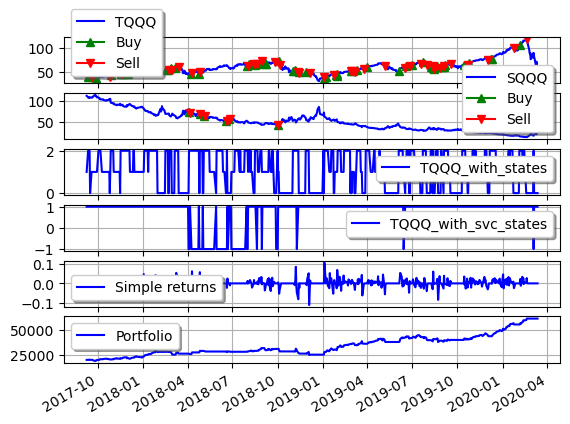 TQQQ
Buy
Sell
100
50
SQQQ
Buy
Sell
100
50
2
0
TQQQ_with_states
1
−1
TQQQ_with_svc_states
0.1
0.0
−0.1
Simple returns
50000
25000
Portfolio
2017-10
2018-01
2018-04
2018-07
2018-10
2019-01
2019-04
2019-07
2019-10
2020-01
2020-04